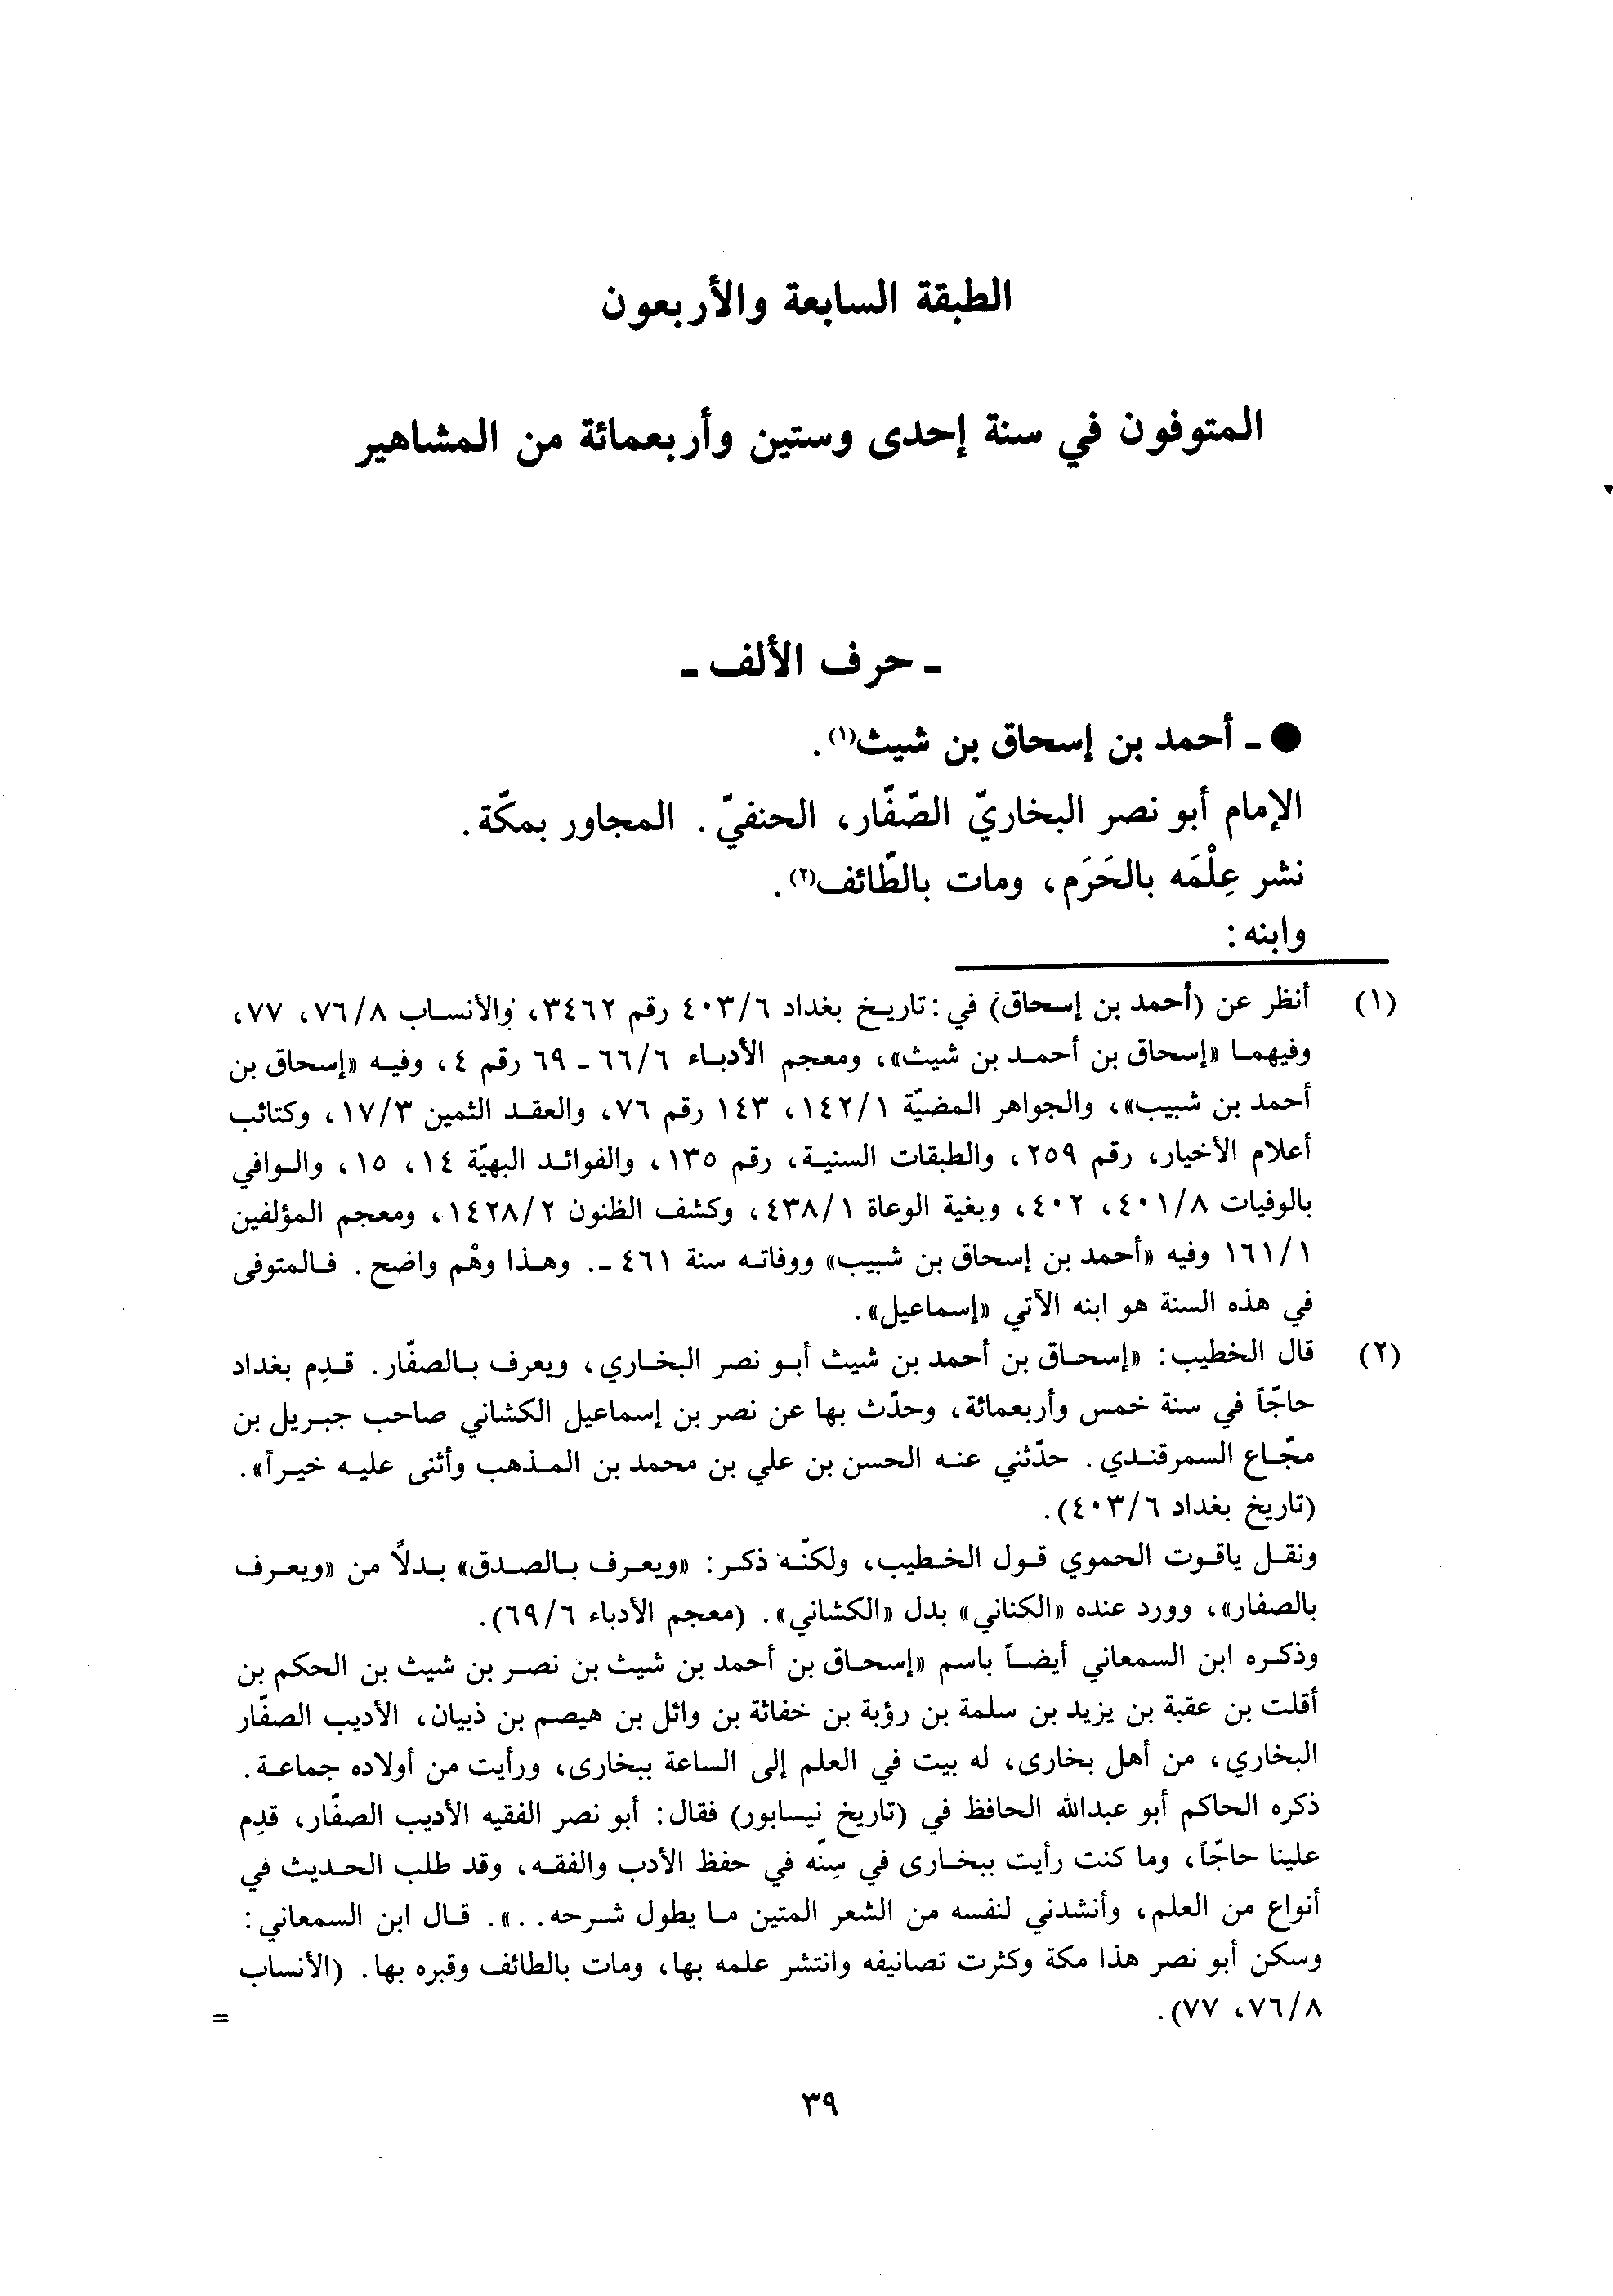 الطبقة السابعة والأربعون
المتوفون في سنة إحدى وستين وأربعمائة من المشاهير
ـ حرف الألف ـ
● ـ أحمد بن إسحاق بن شيث(١).
الإمام أبو نصر البخاريّ الصّفّار، الحنفيّ. المجاور بمكّة.
نشر عِلْمَه بالحَرَم، ومات بالطّائف(٢).
وابنه:
(١) أنظر عن (أحمد بن إسحاق) في: تاريخ بغداد ٤٠٣/٦ رقم ٣٤٦٢، والأنساب ٧٦/٨، ٧٧،
وفيهما «إسحاق بن أحمد بن شيث»، ومعجم الأدباء ٦٦/٦ ـ ٦٩ رقم ٤، وفيه «إسحاق بن
أحمد بن شبيب»، والجواهر المضيّة ١٤٢/١، ١٤٣ رقم ٧٦، والعقد الثمين ١٧/٣، وكتائب
أعلام الأخيار، رقم ٢٥٩، والطبقات السنية، رقم ١٣٥، والفوائد البهيّة ١٤، ١٥، والوافي
بالوفيات ٤٠١/٨، ٤٠٢، وبغية الوعاة ٤٣٨/١، وكشف الظنون ١٤٢٨/٢، ومعجم المؤلفين
١٦١/١ وفيه «أحمد بن إسحاق بن شبيب» ووفاته سنة ٤٦١ ـ. وهذا وهْم واضح. فالمتوفى
في هذه السنة هو ابنه الآتي «إسماعيل».
(٢) قال الخطيب: «إسحاق بن أحمد بن شيث أبو نصر البخاري، ويعرف بالصفّار. قدِم بغداد
حاجّاً في سنة خمس وأربعمائة، وحدّث بها عن نصر بن إسماعيل الكشاني صاحب جبريل بن
مجّاع السمرقندي. حدّثني عنه الحسن بن علي بن محمد بن المذهب وأثنى عليه خيراً».
(تاريخ بغداد ٤٠٣/٦).
ونقل ياقوت الحموي قول الخطيب، ولكنّه ذكر: «ويعرف بالصدق» بدلاً من «ويعرف
بالصفار»، وورد عنده «الكناني» بدل «الكشاني». (معجم الأدباء ٦٩/٦).
وذكره ابن السمعاني أيضاً باسم «إسحاق بن أحمد بن شيث بن نصر بن شيث بن الحكم بن
أقلت بن عقبة بن يزيد بن سلمة بن رؤبة بن خفاثة بن وائل بن هيصم بن ذبيان، الأديب الصفّار
البخاري، من أهل بخارى، له بيت في العلم إلى الساعة ببخارى، ورأيت من أولاده جماعة.
ذكره الحاكم أبو عبدالله الحافظ في (تاريخ نيسابور) فقال: أبو نصر الفقيه الأديب الصفّار، قدِم
علينا حاجّاً، وما كنت رأيت ببخارى في سِنّه في حفظ الأدب والفقه، وقد طلب الحديث في
أنواع من العلم، وأنشدني لنفسه من الشعر المتين ما يطول شرحه...». قال ابن السمعاني:
وسكن أبو نصر هذا مكة وكثرت تصانيفه وانتشر علمه بها، ومات بالطائف وقبره بها. (الأنساب
٧٦/٨، ٧٧).
=
٣٩